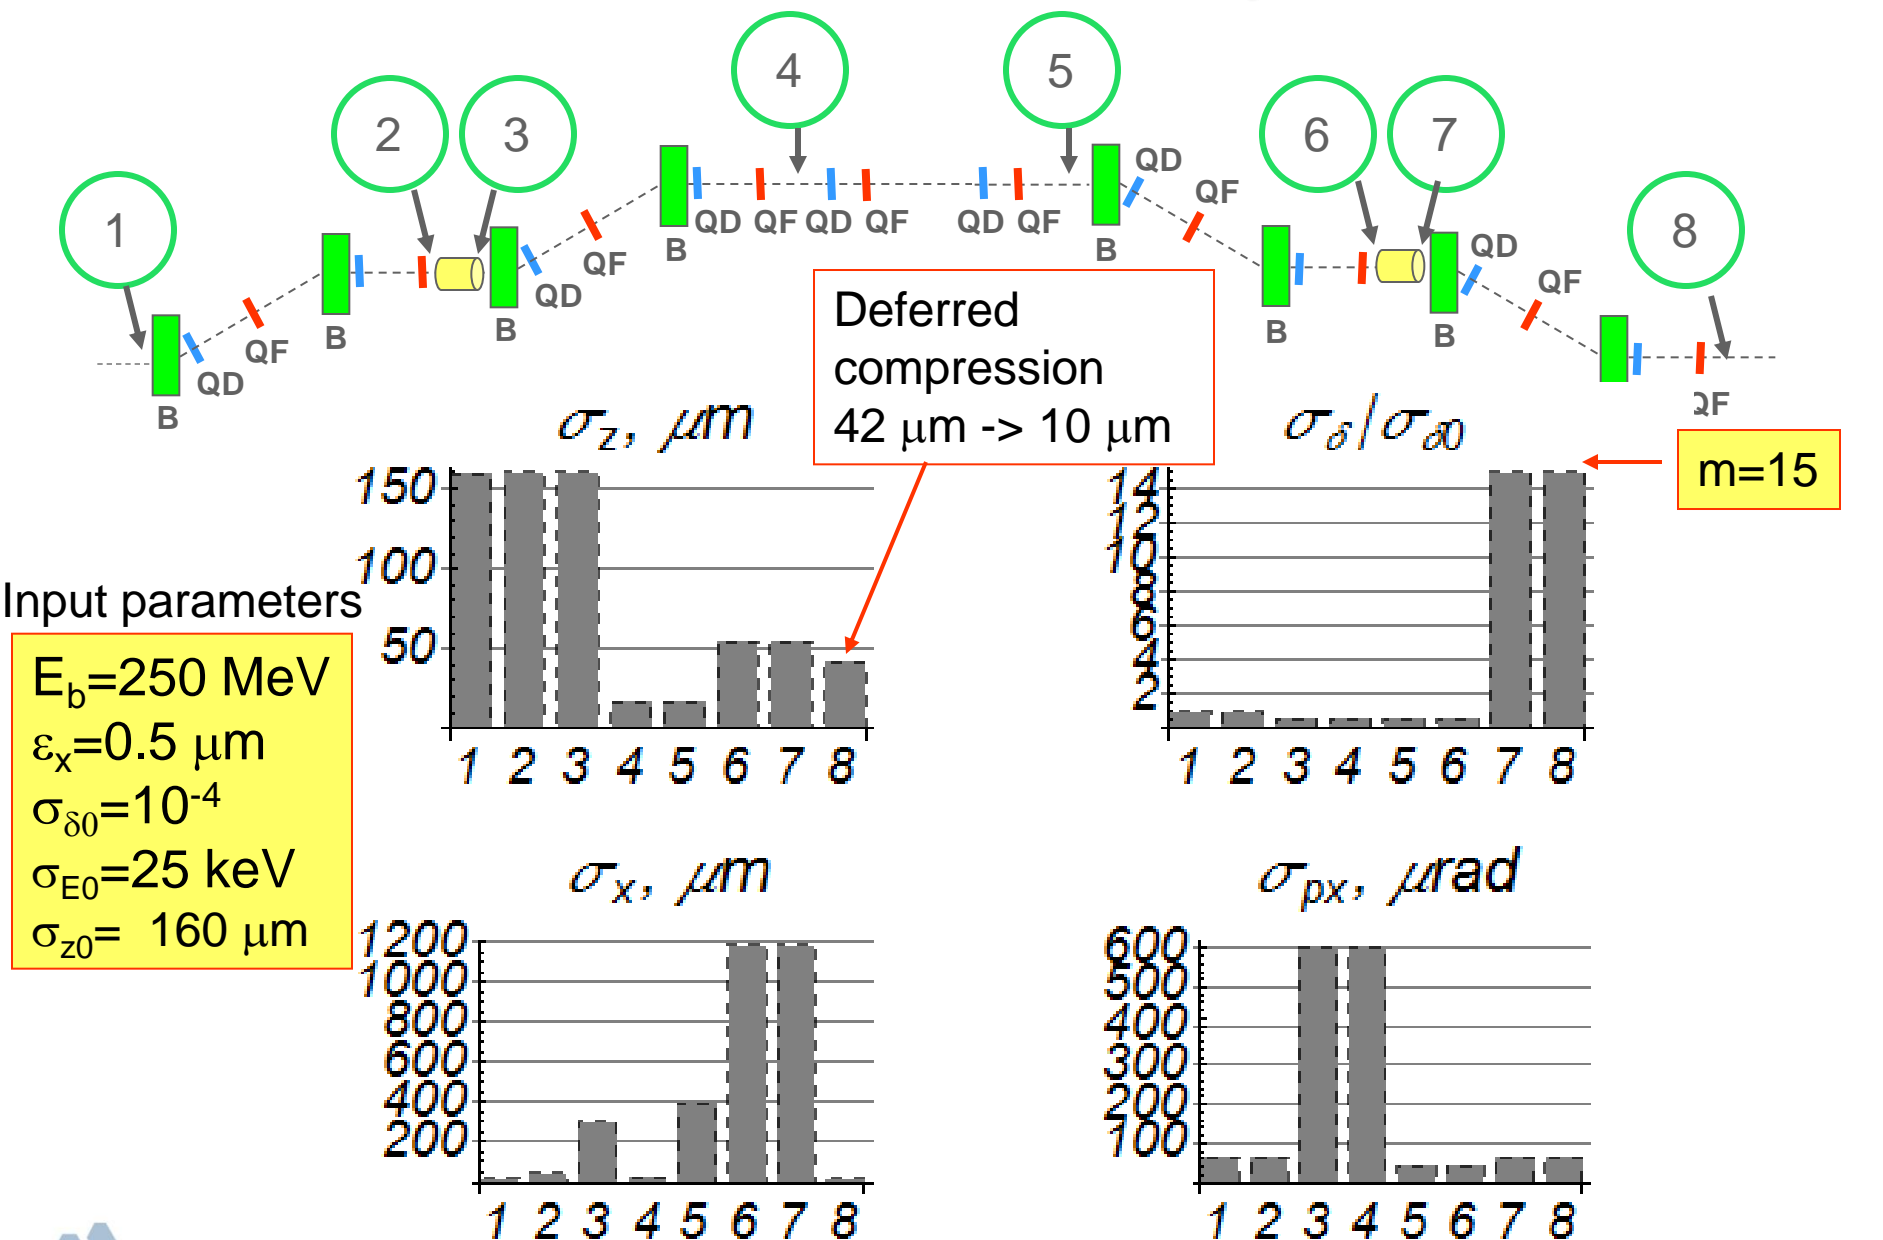 1 2 3 4 5 6 7 8
B QD QF B B QD QF B QD QF QD QF QD QF B QD QF B B QD QF QF
Deferred
compression
42 μm -> 10 μm
σz, μm
150
100
50
1 2 3 4 5 6 7 8
σδ/σδ0
m=15
14
12
10
8
6
4
2
1 2 3 4 5 6 7 8
Input parameters
Eb=250 MeV
εx=0.5 μm
σδ0=10-4
σE0=25 keV
σz0= 160 μm
σx, μm
1200
1000
800
600
400
200
1 2 3 4 5 6 7 8
σpx, μrad
600
500
400
300
200
100
1 2 3 4 5 6 7 8